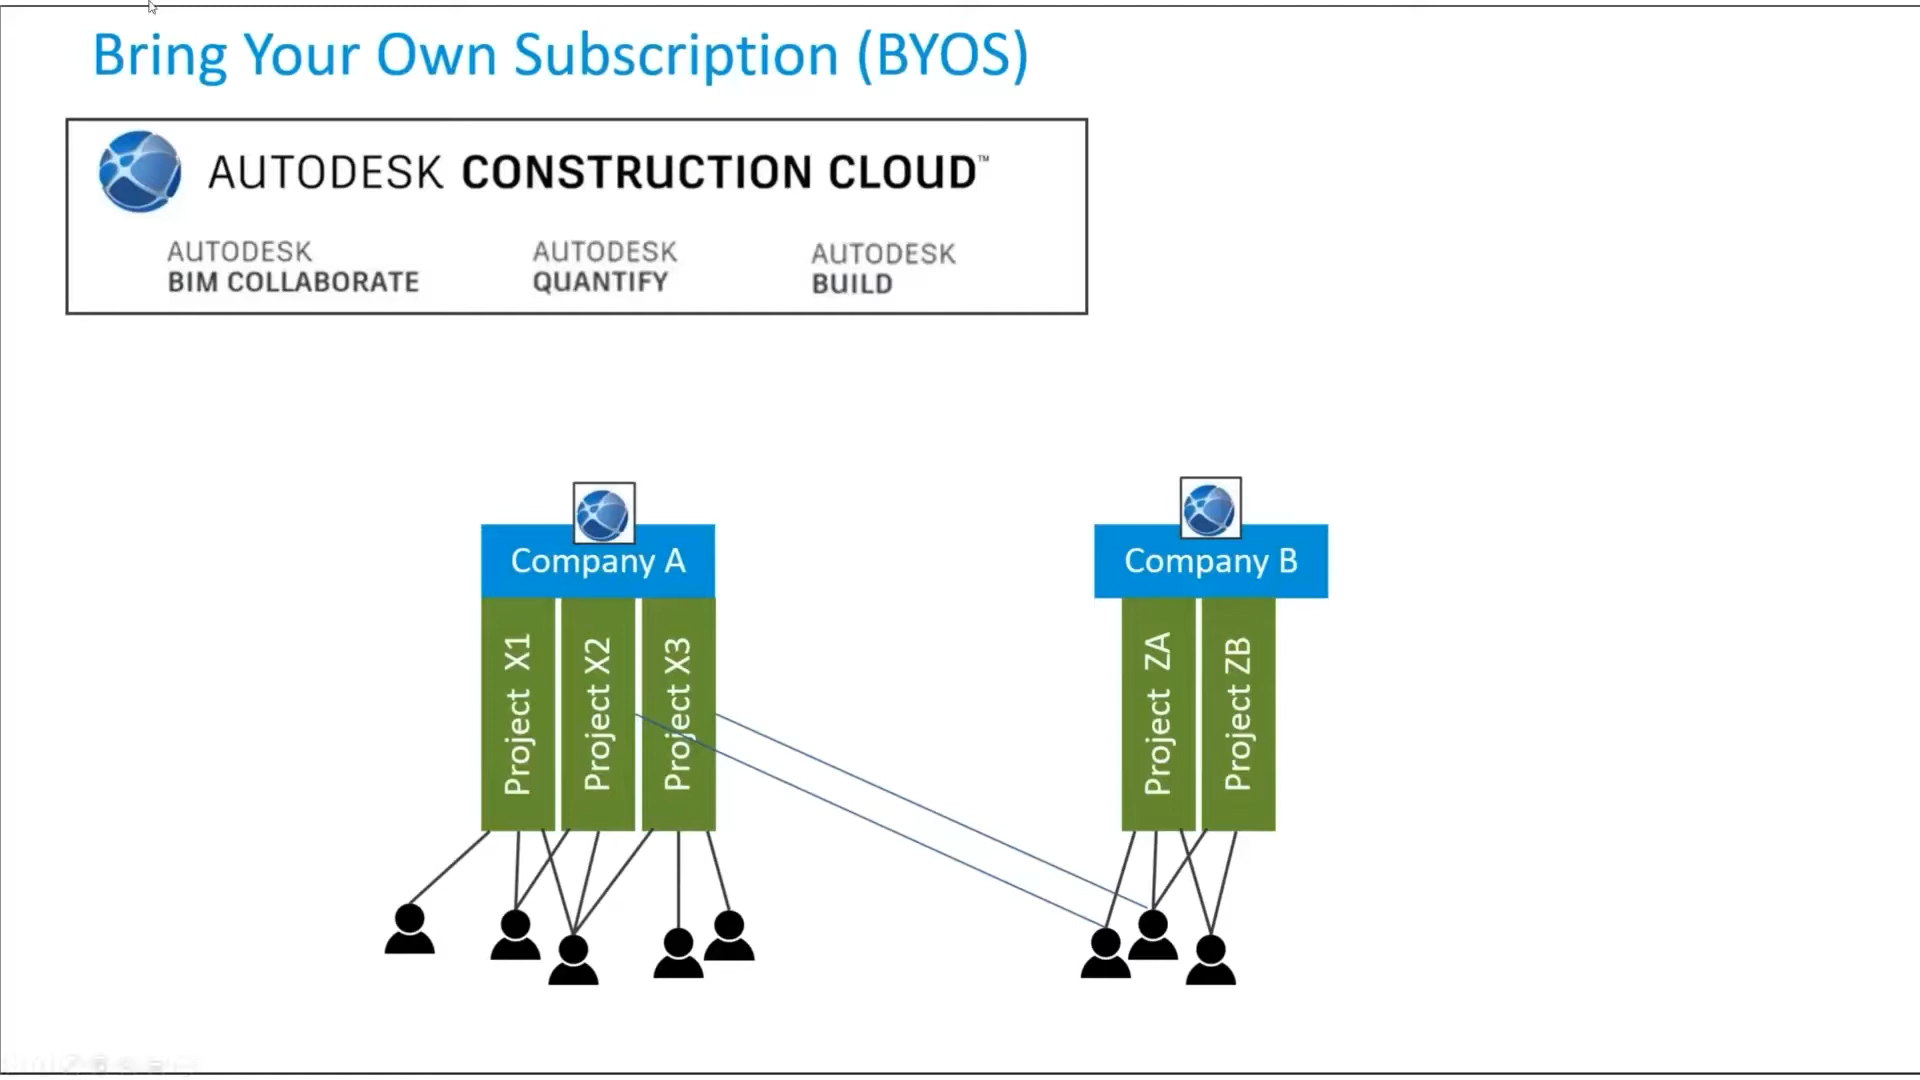 Bring Your Own Subscription (BYOS)
AUTODESK CONSTRUCTION CLOUD™
AUTODESK
BIM COLLABORATE
AUTODESK
QUANTIFY
AUTODESK
BUILD
Company A
Project X1
Project X2
Project X3
Company B
Project ZA
Project ZB